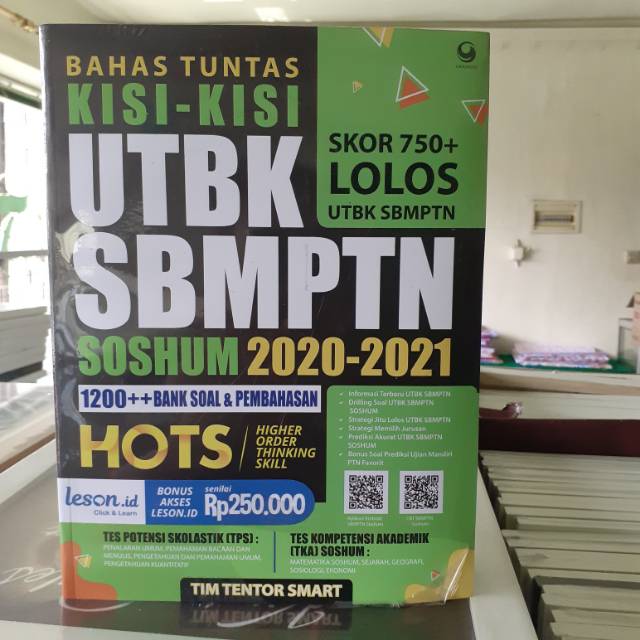 BAHAS TUNTAS
KISI-KISI
UTBK
SBMPTN
SOSHUM 2020-2021
SKOR 750+
LOLOS
UTBK SBMPTN
1200++ BANK SOAL & PEMBAHASAN
HOTS
HIGHER
ORDER
THINKING
SKILL
Informasi Terbaru UTBK SBMPTN
Drilling Soal UTBK SBMPTN
SOSHUM
Strategi Jitu Lolos UTBK SBMPTN
Strategi Memilih Jurusan
Prediksi Akurat UTBK SBMPTN
SOSHUM
Bonus Soal Prediksi Ujian Mandiri
PTN Favorit
leson.id
Click & Learn
BONUS
AKSES
LESON.ID
senilai
Rp250.000
SBMPTN Soshum
TES POTENSI SKOLASTIK (TPS) :
PENALARAN UMUM, PEMAHAMAN BACAAN DAN
MENULIS, PENGETAHUAN DAN PEMAHAMAN UMUM,
PENGETAHUAN KUANTITATIF
TES KOMPETENSI AKADEMIK
(TKA) SOSHUM :
MATEMATIKA SOSHUM, SEJARAH, GEOGRAFI,
SOSIOLOGI, EKONOMI
TIM TENTOR SMART